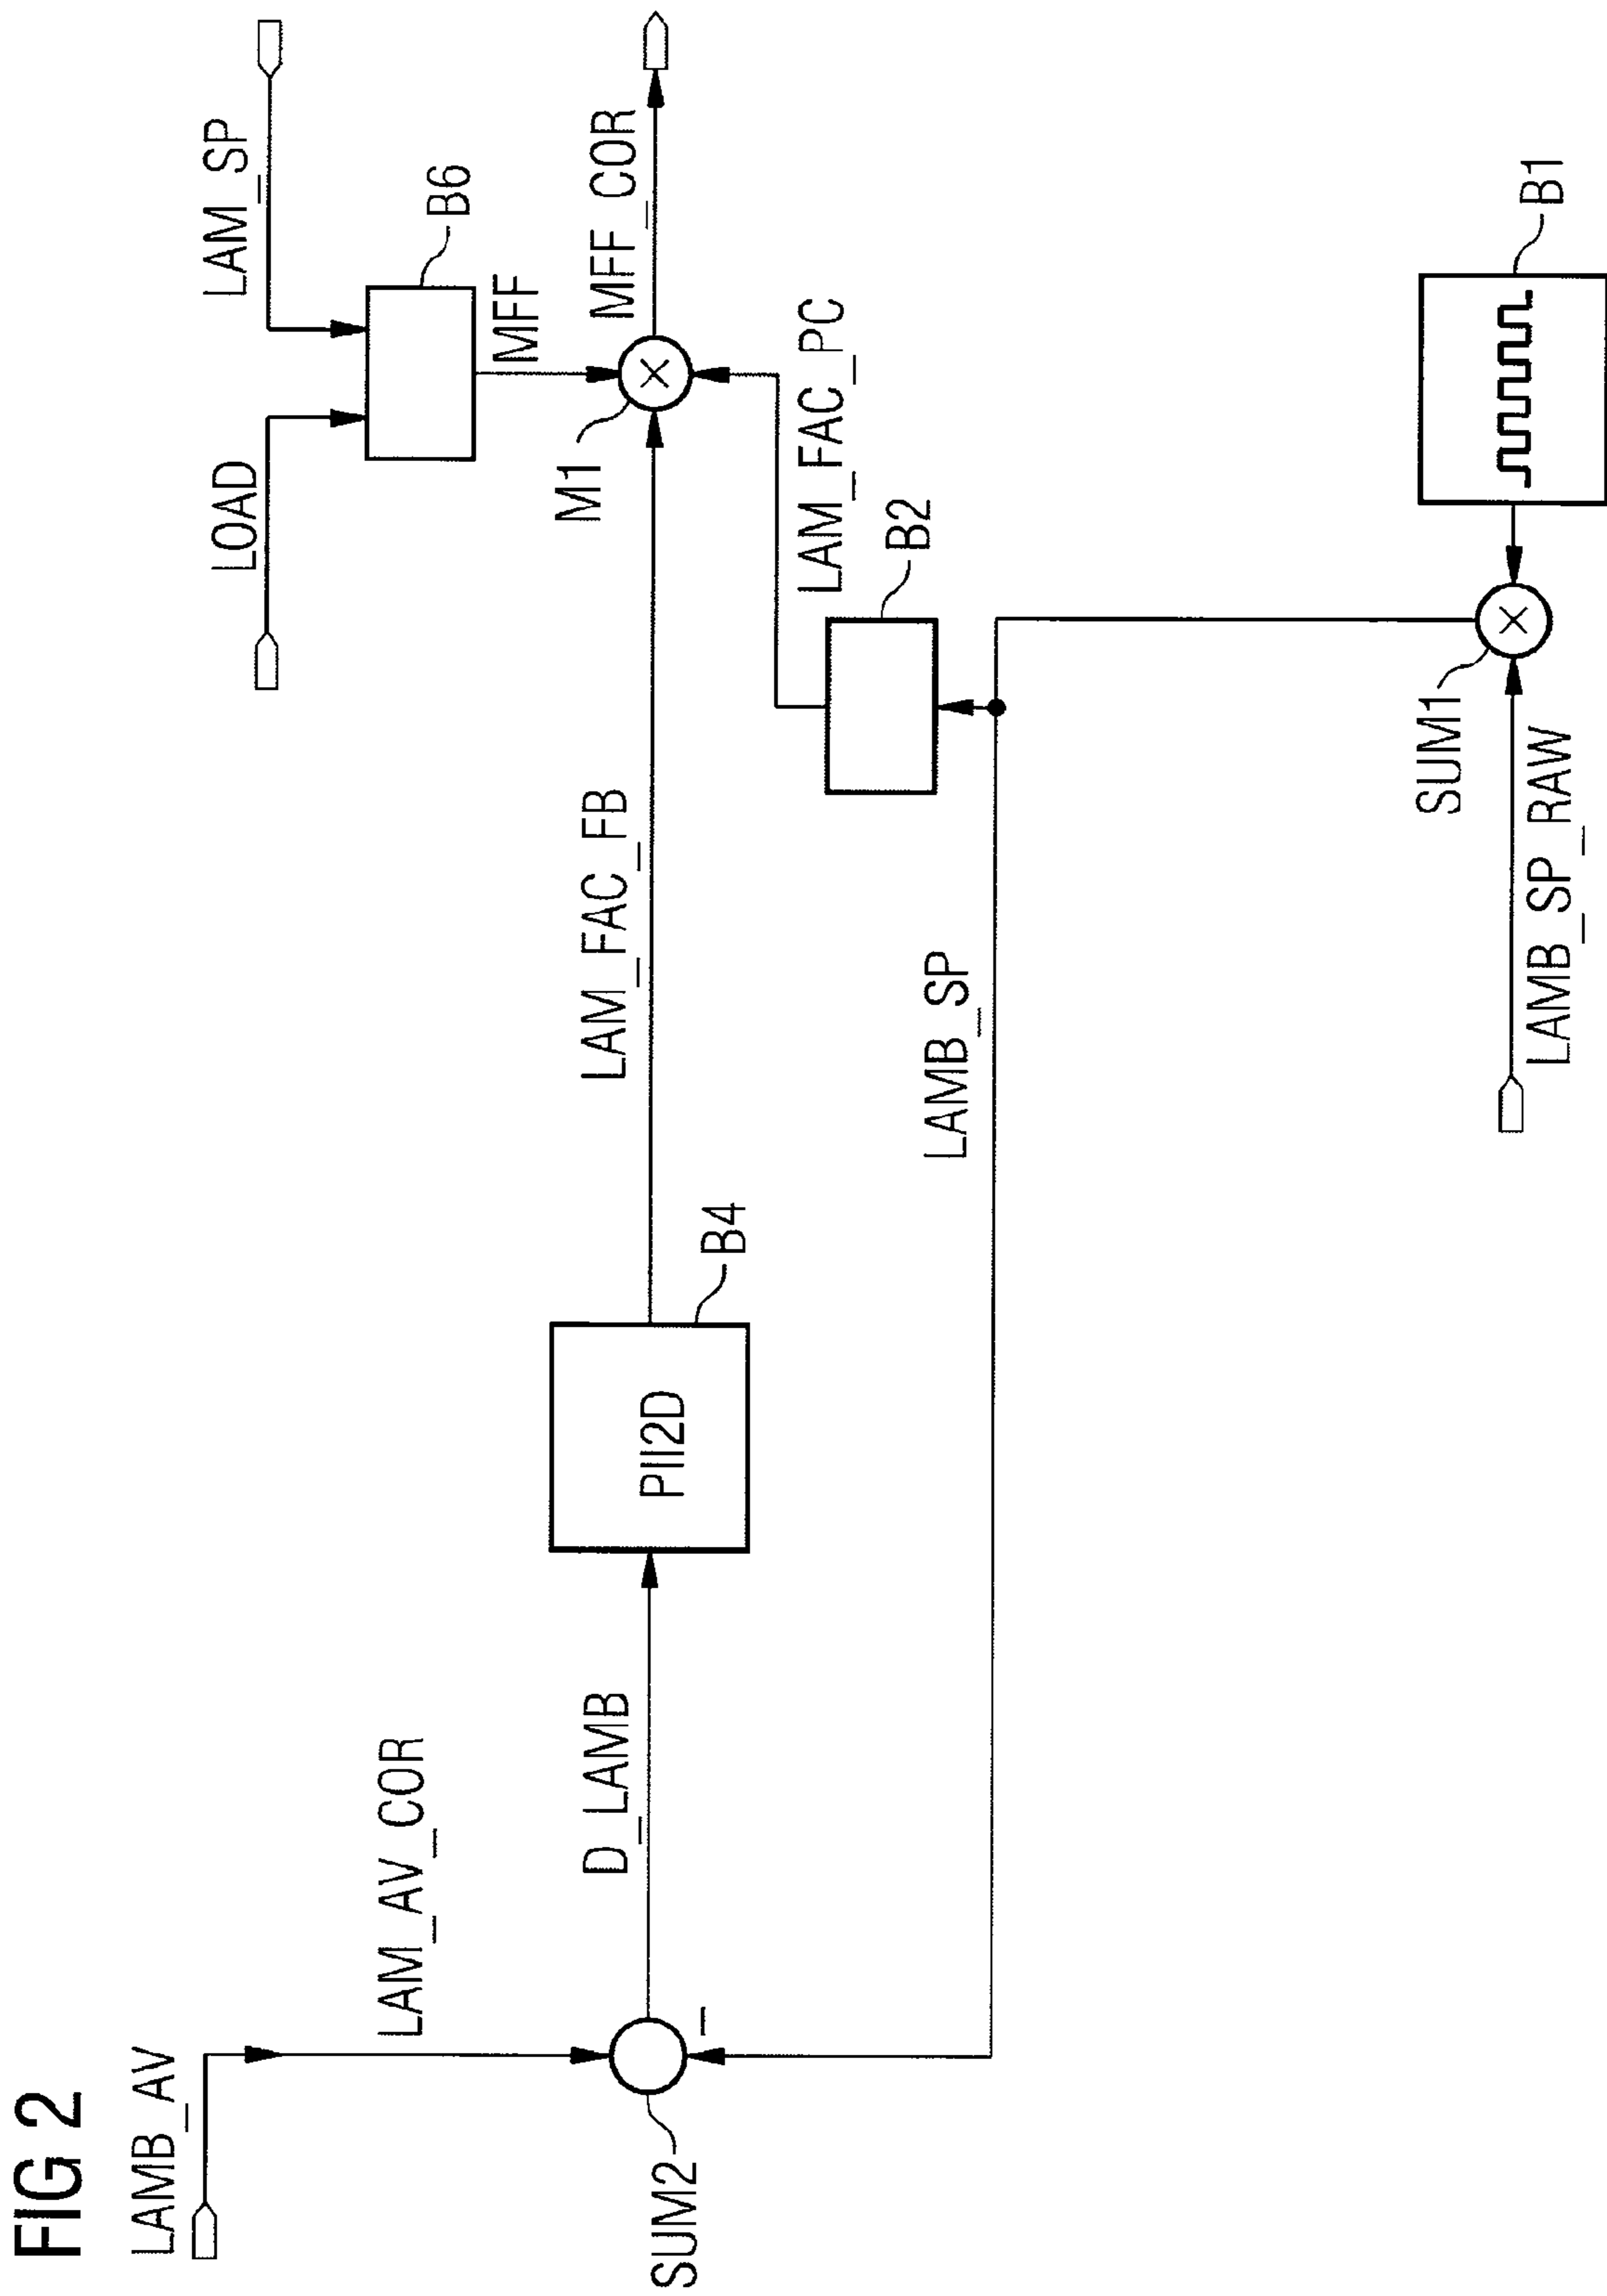 FIG 2
LAMB_AV
LAM_AV_COR
LOAD
LAM_SP
B6
MFF
SUM2
D_LAMB
PII2D
B4
LAM_FAC_FB
M1
MFF_COR
LAM_FAC_PC
B2
LAMB_SP
SUM1
LAMB_SP_RAW
B1